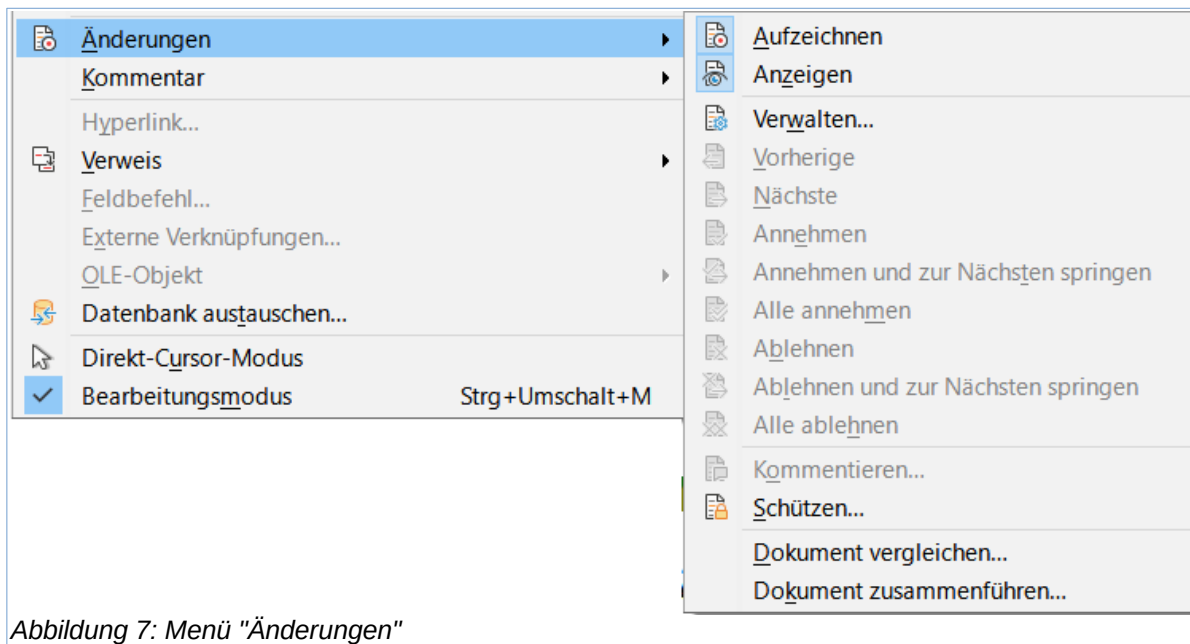 Änderungen
Kommentar
Hyperlink...
Verweis
Feldbefehl...
Externe Verknüpfungen...
OLE-Objekt
Datenbank austauschen...
Direkt-Cursor-Modus
Bearbeitungsmodus Strg+Umschalt+M
Aufzeichnen
Anzeigen
Verwalten...
Vorherige
Nächste
Annehmen
Annehmen und zur Nächsten springen
Alle annehmen
Ablehnen
Ablehnen und zur Nächsten springen
Alle ablehnen
Kommentieren...
Schützen...
Dokument vergleichen...
Dokument zusammenführen...
Abbildung 7: Menü "Änderungen"